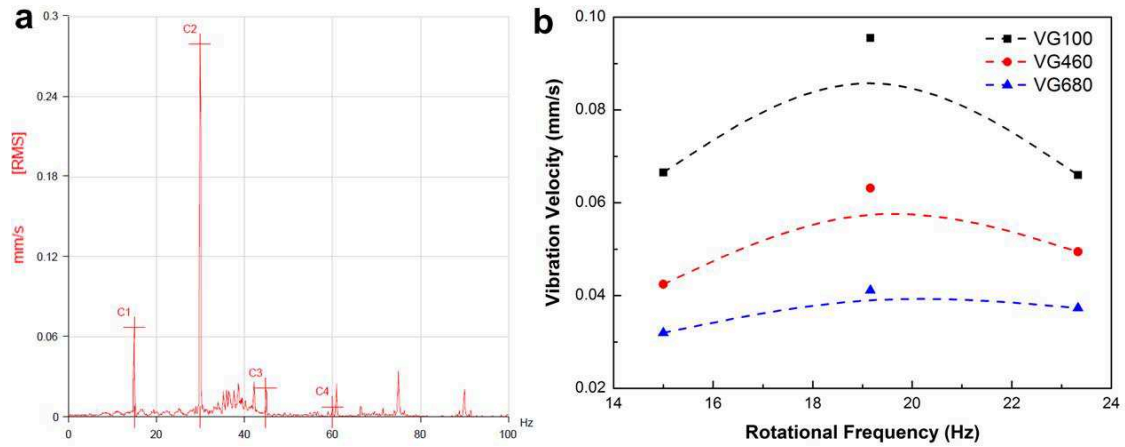 a
0.3
0.24
0.18
0.12
0.06
0
[RMS]
mm/s
C1
C2
C3
C4
0
20
40
60
80
100
Hz
b
0.10
0.08
0.06
0.04
0.02
Vibration Velocity (mm/s)
VG100
VG460
VG680
14
16
18
20
22
24
Rotational Frequency (Hz)